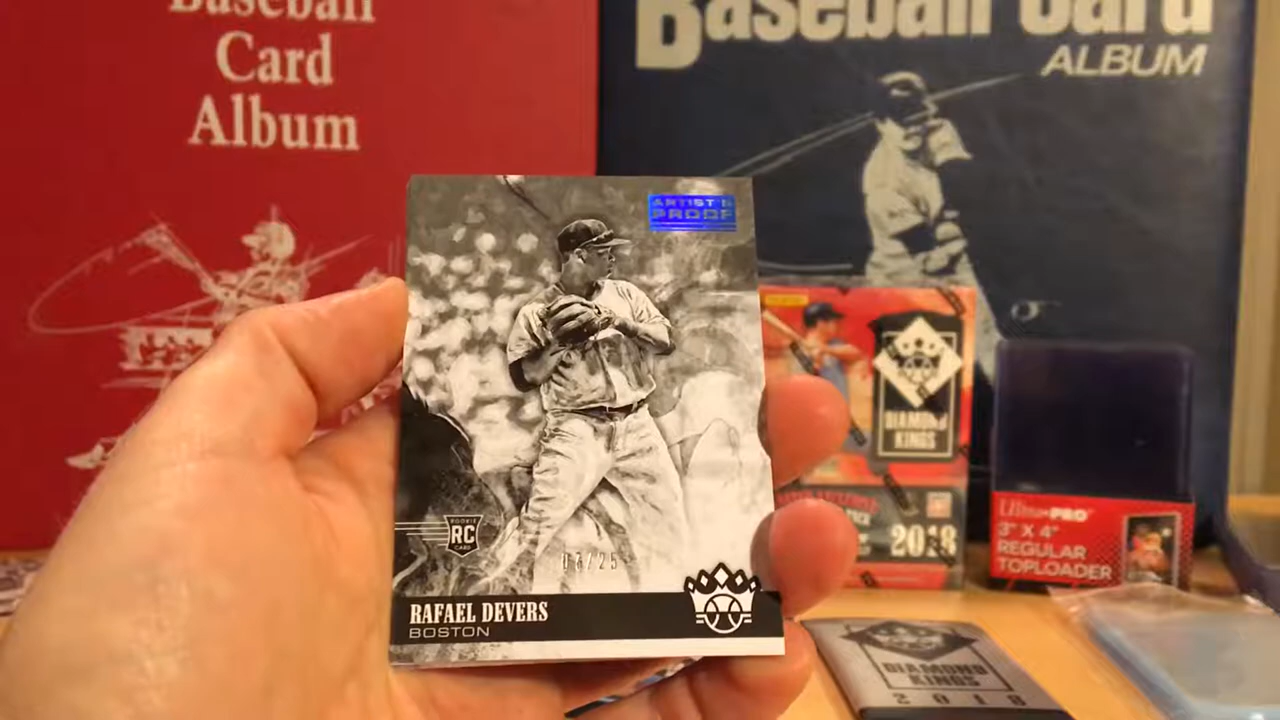 Baseball
Card
Album
Baseball Card
ALBUM
ARTIST'S
PROOF
ROOKIE
RC
CARD
RAFAEL DEVERS
BOSTON
DIAMOND
KINGS
2018
Ultra-PRO
3" X 4"
REGULAR
TOPLOADER
DIAMOND
KINGS
2018